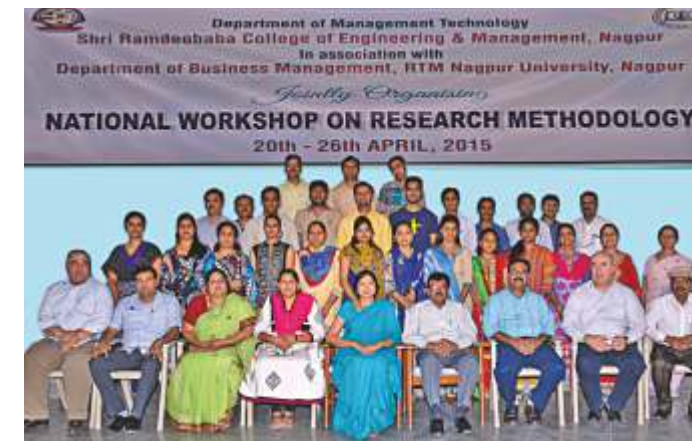 Department of Management Technology
Shri Ramdeobaba College of Engineering & Management, Nagpur
In association with
Department of Business Management, RTM Nagpur University, Nagpur
Jointly Organising
NATIONAL WORKSHOP ON RESEARCH METHODOLOGY
20th - 26th APRIL, 2015